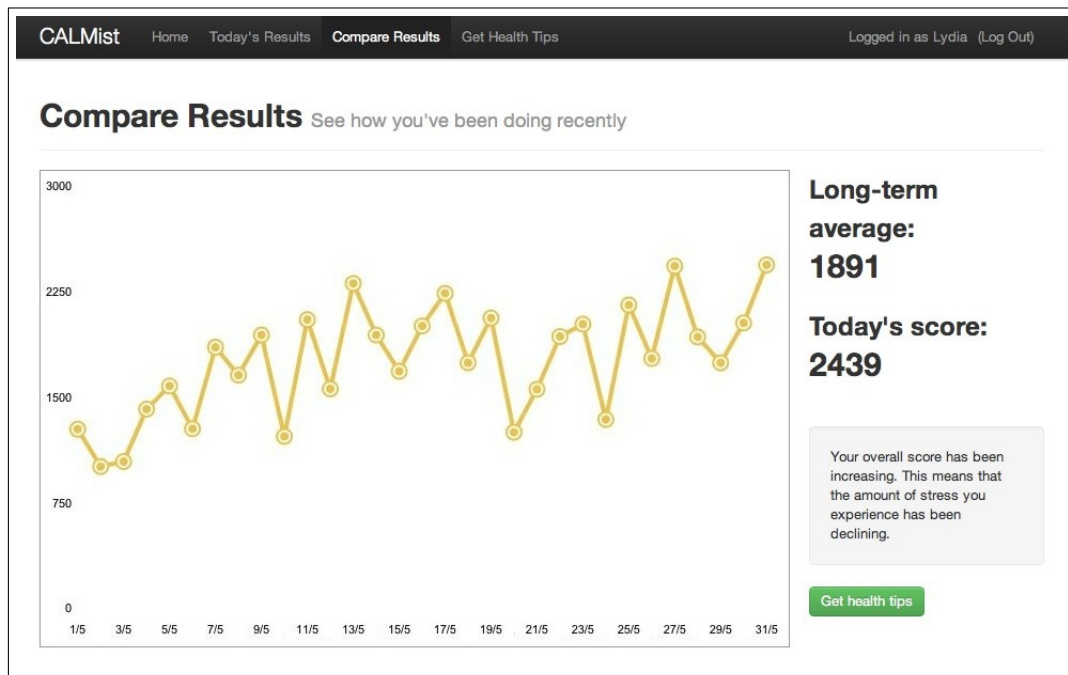 CALMist Home Today's Results Compare Results Get Health Tips Logged in as Lydia (Log Out)
Compare Results See how you've been doing recently
3000
2250
1500
750
0
1/5 3/5 5/5 7/5 9/5 11/5 13/5 15/5 17/5 19/5 21/5 23/5 25/5 27/5 29/5 31/5
Long-term
average:
1891
Today's score:
2439
Your overall score has been
increasing. This means that
the amount of stress you
experience has been
declining.
Get health tips